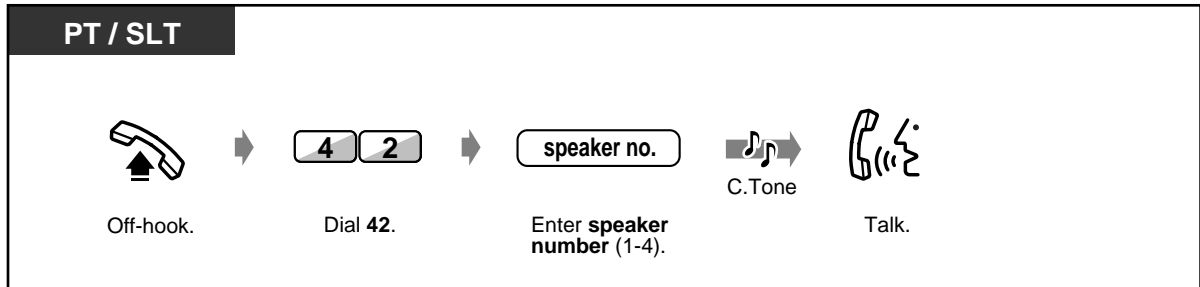 PT / SLT
4 2
speaker no.
C.Tone
Off-hook.
Dial 42.
Enter speaker
number (1-4).
Talk.